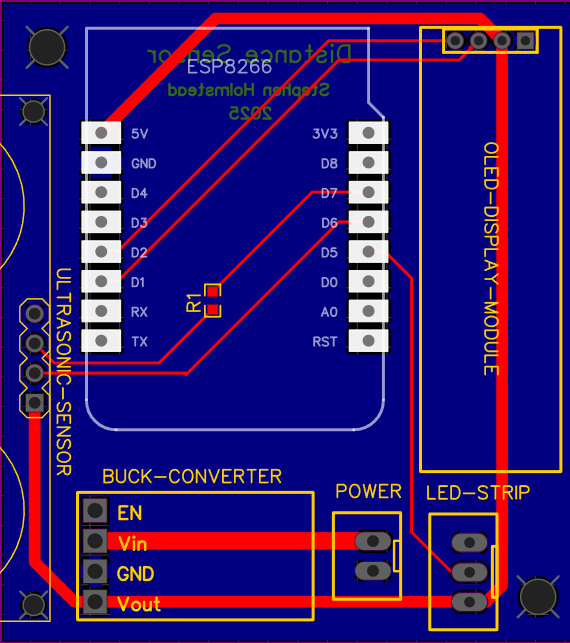 Distance Sensor
ESP8266
Stephen Holmstead
2025
5V
GND
D4
D3
D2
D1
RX
TX
3V3
D8
D7
D6
D5
D0
A0
RST
R1
OLED-DISPLAY-MODULE
ULTRASONIC-SENSOR
BUCK-CONVERTER
EN
Vin
GND
Vout
POWER
LED-STRIP